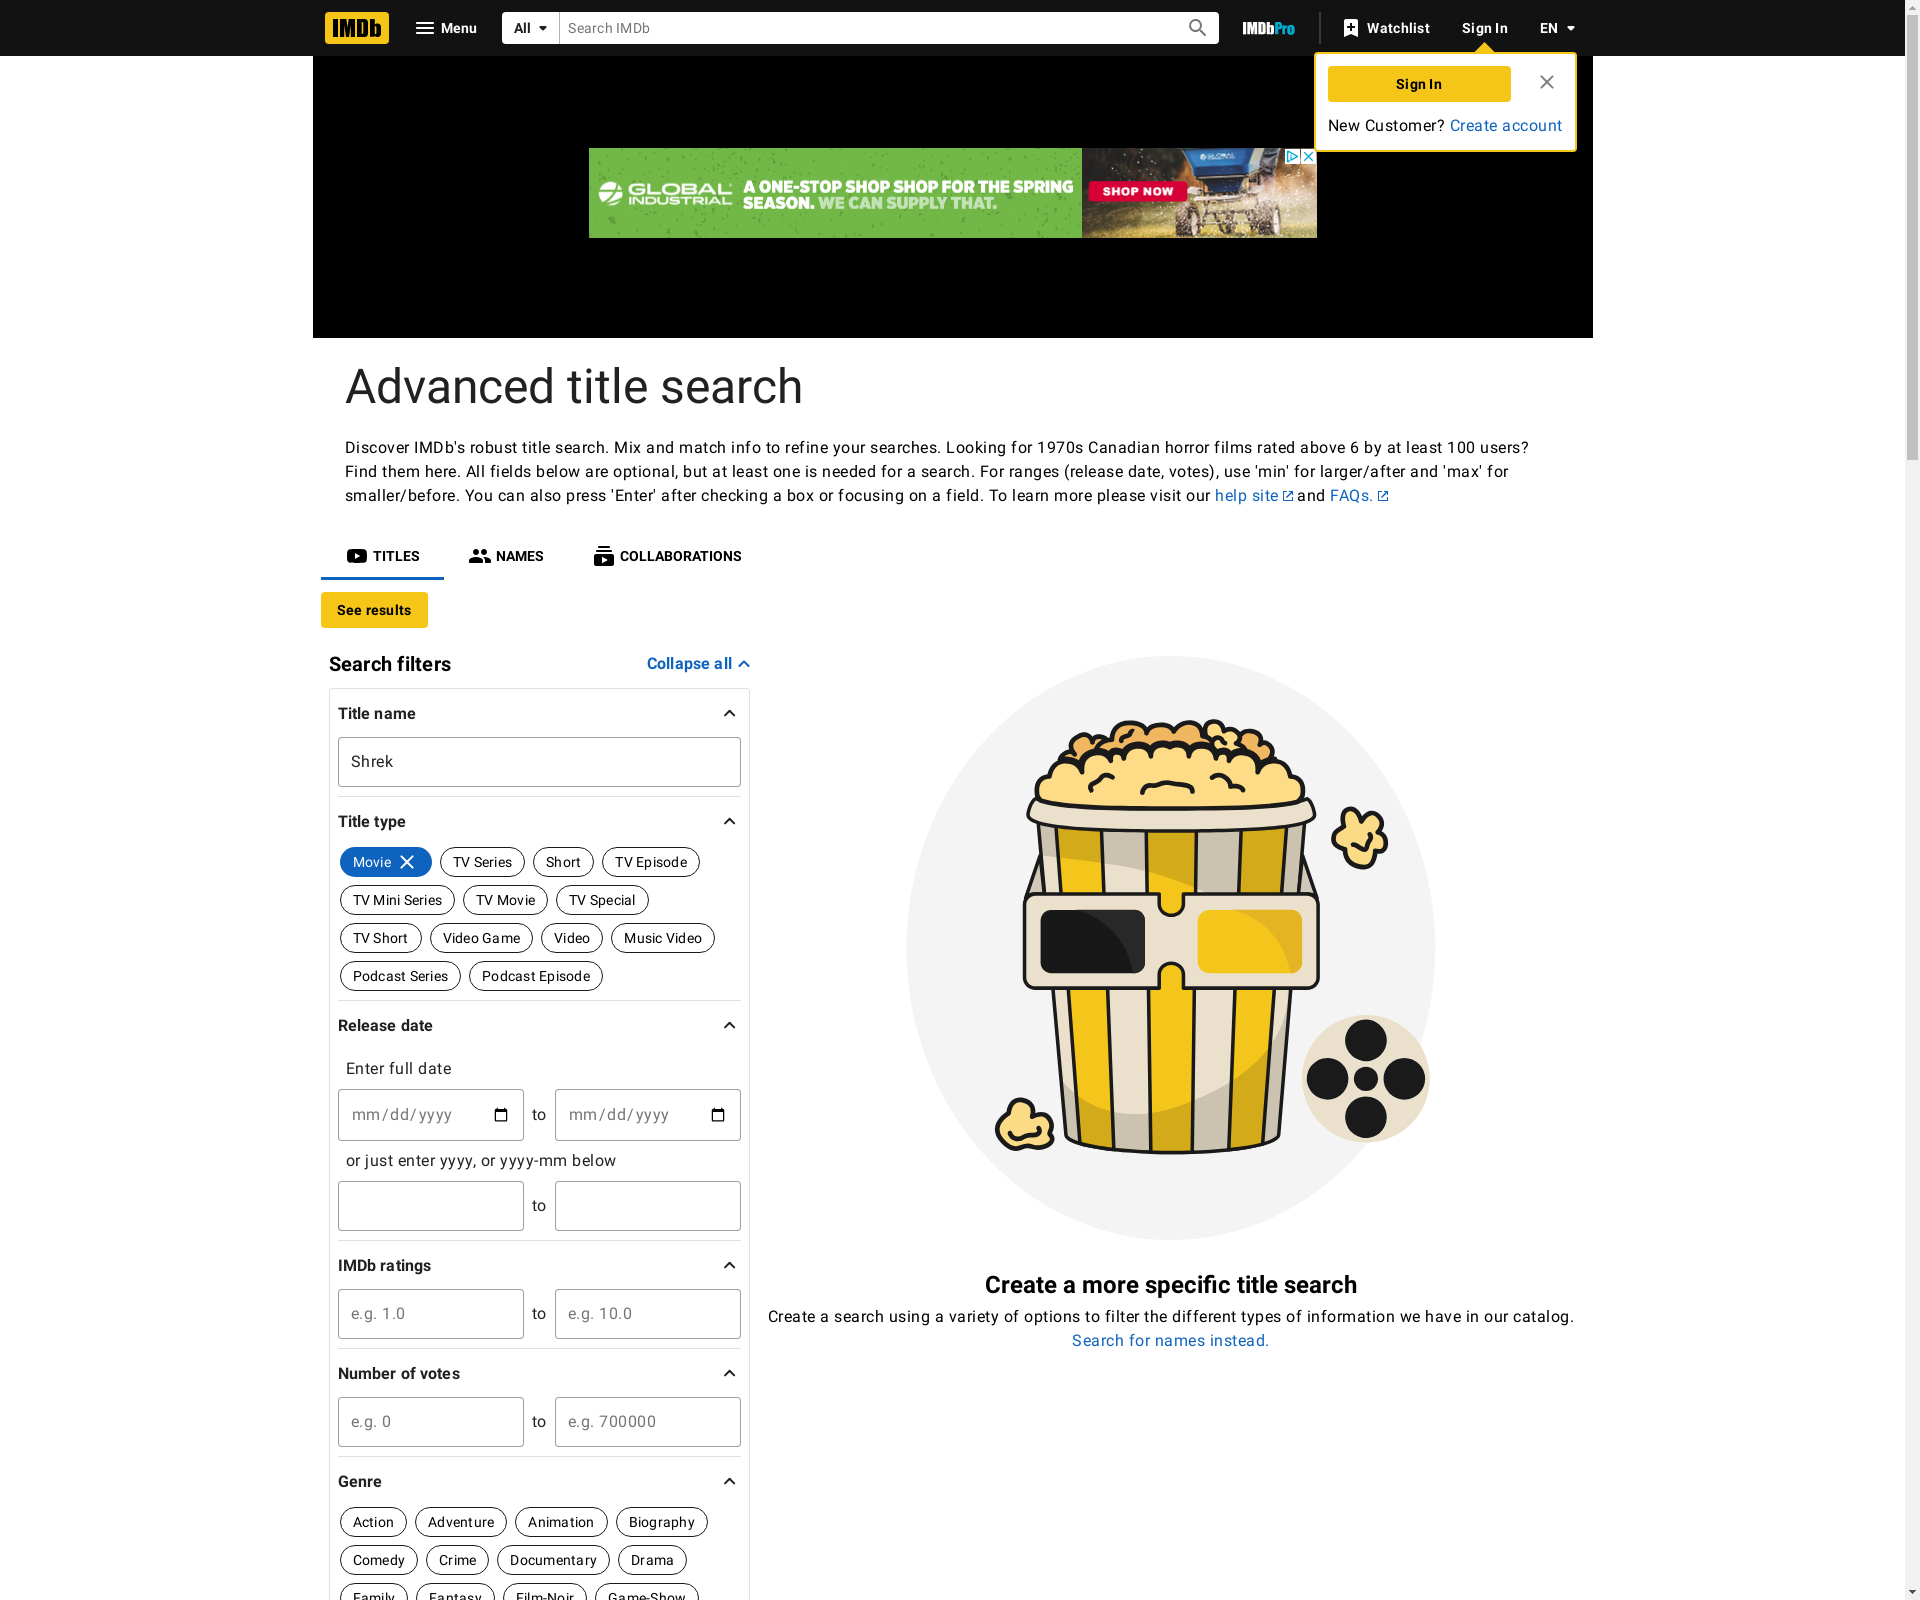 IMDb
Menu
All
Search IMDb
IMDbPro
Watchlist
Sign In
EN
Sign In
New Customer? Create account
GLOBAL INDUSTRIAL
A ONE-STOP SHOP SHOP FOR THE SPRING
SEASON. WE CAN SUPPLY THAT.
SHOP NOW
Advanced title search
Discover IMDb's robust title search. Mix and match info to refine your searches. Looking for 1970s Canadian horror films rated above 6 by at least 100 users?
Find them here. All fields below are optional, but at least one is needed for a search. For ranges (release date, votes), use 'min' for larger/after and 'max' for
smaller/before. You can also press 'Enter' after checking a box or focusing on a field. To learn more please visit our help site and FAQs.
TITLES
NAMES
COLLABORATIONS
See results
Search filters
Collapse all
Title name
Shrek
Title type
Movie
TV Series
Short
TV Episode
TV Mini Series
TV Movie
TV Special
TV Short
Video Game
Video
Music Video
Podcast Series
Podcast Episode
Release date
Enter full date
mm/dd/yyyy to mm/dd/yyyy
or just enter yyyy, or yyyy-mm below
to
IMDb ratings
e.g. 1.0 to e.g. 10.0
Number of votes
e.g. 0 to e.g. 700000
Genre
Action
Adventure
Animation
Biography
Comedy
Crime
Documentary
Drama
Family
Fantasy
Film-Noir
Game-Show
Create a more specific title search
Create a search using a variety of options to filter the different types of information we have in our catalog.
Search for names instead.